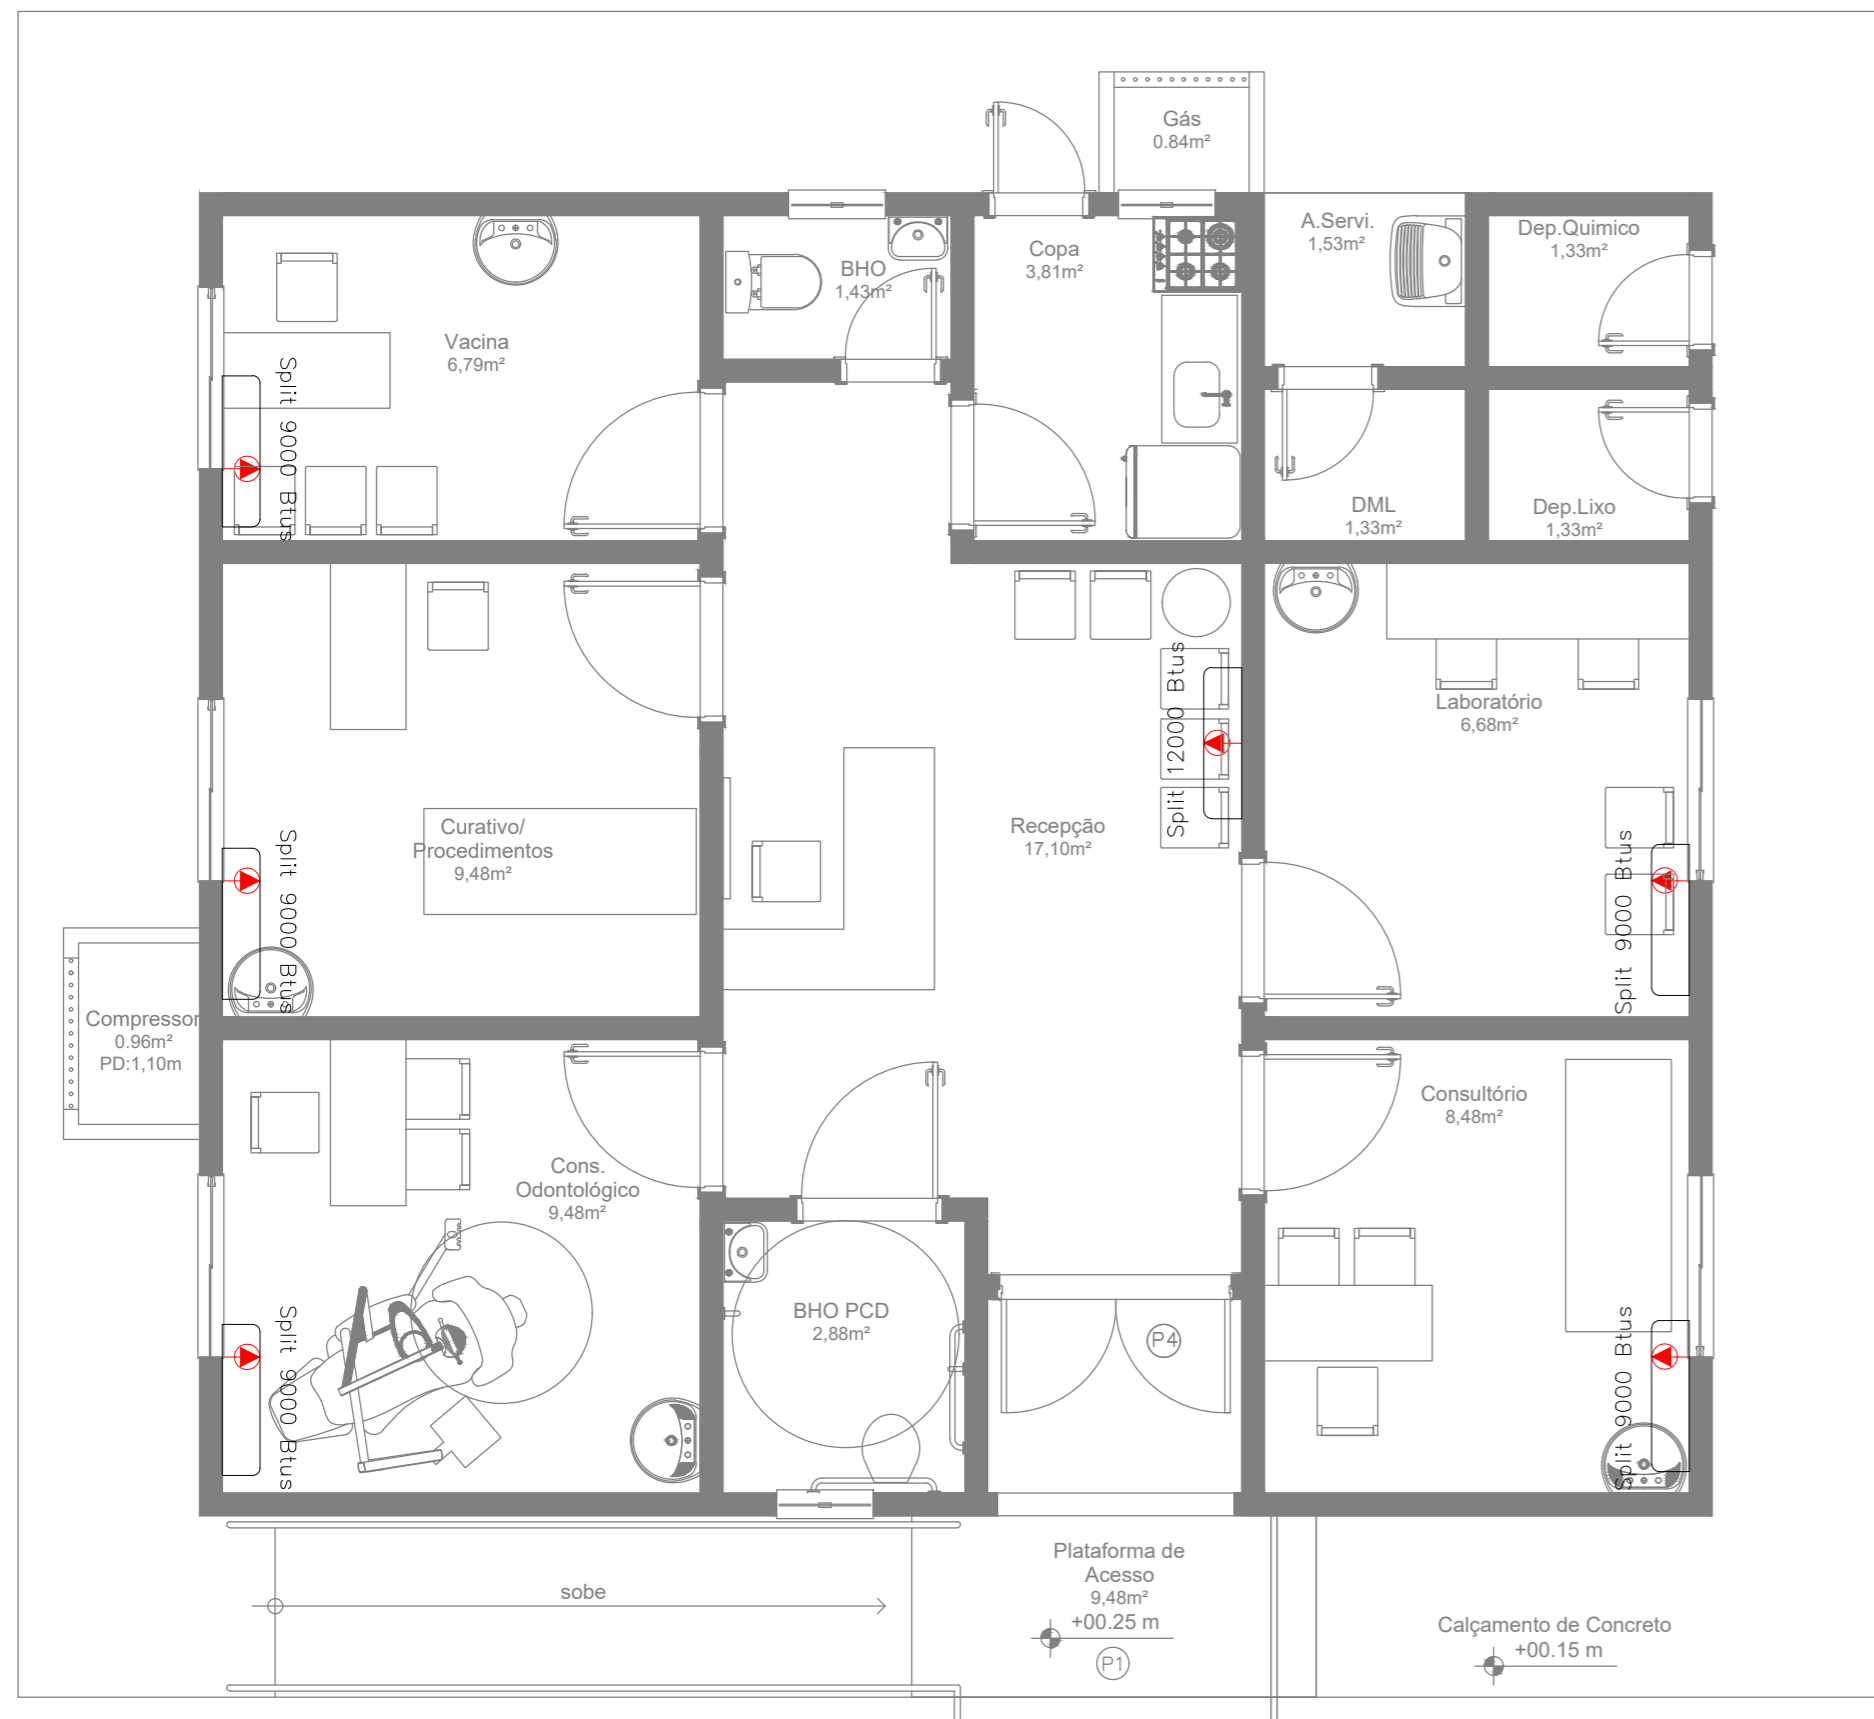 Gás
0.84m²
A.Servi.
1,53m²
Dep.Quimico
1,33m²
Copa
3,81m²
BHO
1,43m²
Vacina
6,79m²
Split 9000 Btus
DML
1,33m²
Dep.Lixo
1,33m²
Split 12000 Btus
Laboratório
6,68m²
Recepção
17,10m²
Curativo/
Procedimentos
9,48m²
Split 9000 Btus
Split 9000 Btus
Compressor
0.96m²
PD:1,10m
Consultório
8,48m²
Cons.
Odontológico
9,48m²
BHO PCD
2,88m²
P4
Split 9000 Btus
Split 9000 Btus
Plataforma de
Acesso
9,48m²
+00.25 m
P1
sobe
Calçamento de Concreto
+00.15 m